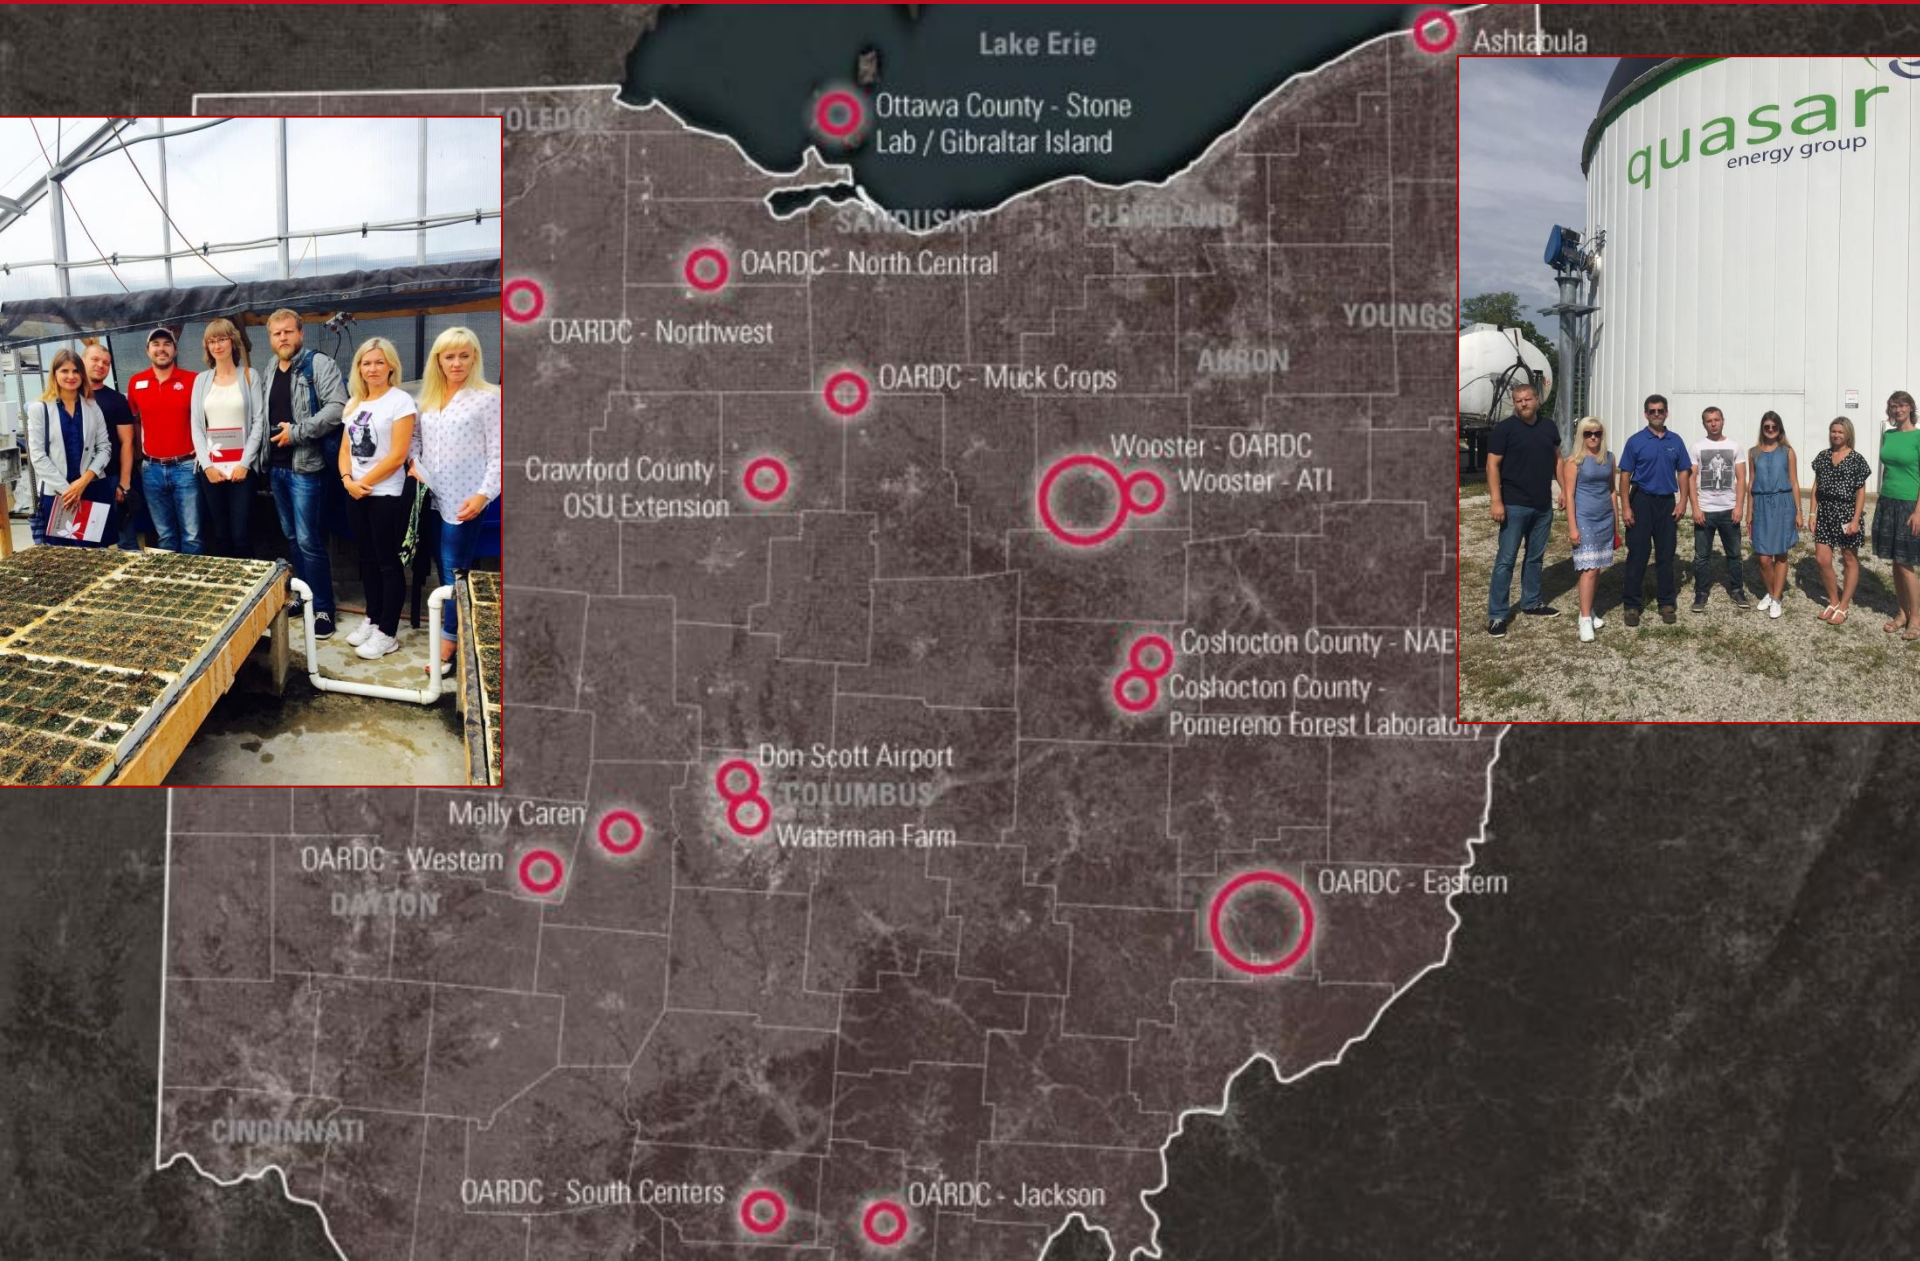 Lake Erie
Ashtabula
Ottawa County - Stone
Lab / Gibraltar Island
TOLEDO
quasar
energy group
SANDUSKY
CLEVELAND
OARDC - North Central
OARDC - Northwest
YOUNGS
AKRON
OARDC - Muck Crops
Wooster - OARDC
Wooster - ATI
Crawford County -
OSU Extension
Coshocton County - NAE
Coshocton County -
Pomereno Forest Laboratory
Don Scott Airport
COLUMBUS
Molly Caren
Waterman Farm
OARDC - Western
OARDC - Eastern
DAYTON
CINCINNATI
OARDC - South Centers
OARDC - Jackson